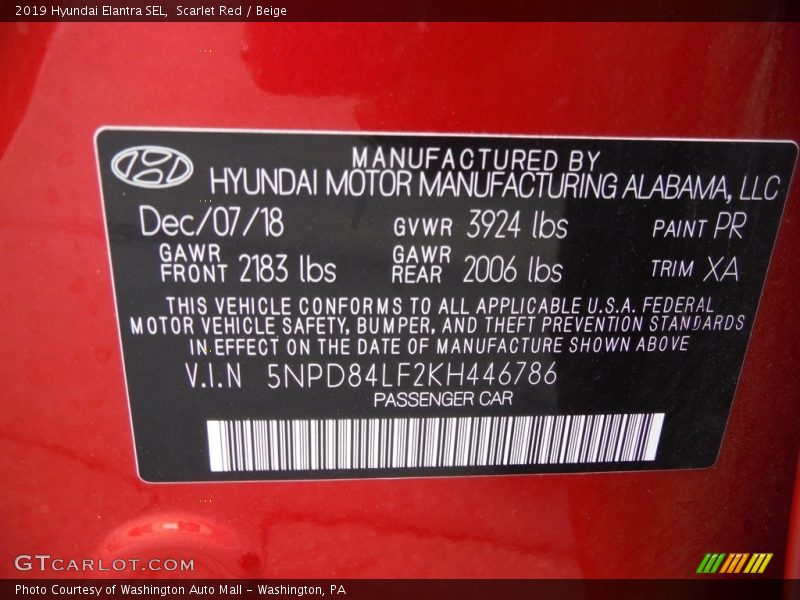 2019 Hyundai Elantra SEL,  Scarlet Red / Beige
MANUFACTURED BY
HYUNDAI MOTOR MANUFACTURING ALABAMA, LLC
Dec/07/18 GVWR 3924 lbs PAINT PR
GAWR FRONT 2183 lbs GAWR REAR 2006 lbs TRIM XA
THIS VEHICLE CONFORMS TO ALL APPLICABLE U.S.A. FEDERAL
MOTOR VEHICLE SAFETY, BUMPER, AND THEFT PREVENTION STANDARDS
IN EFFECT ON THE DATE OF MANUFACTURE SHOWN ABOVE
V.I.N 5NPD84LF2KH446786
PASSENGER CAR
GTCARLOT.COM
Photo Courtesy of Washington Auto Mall - Washington, PA